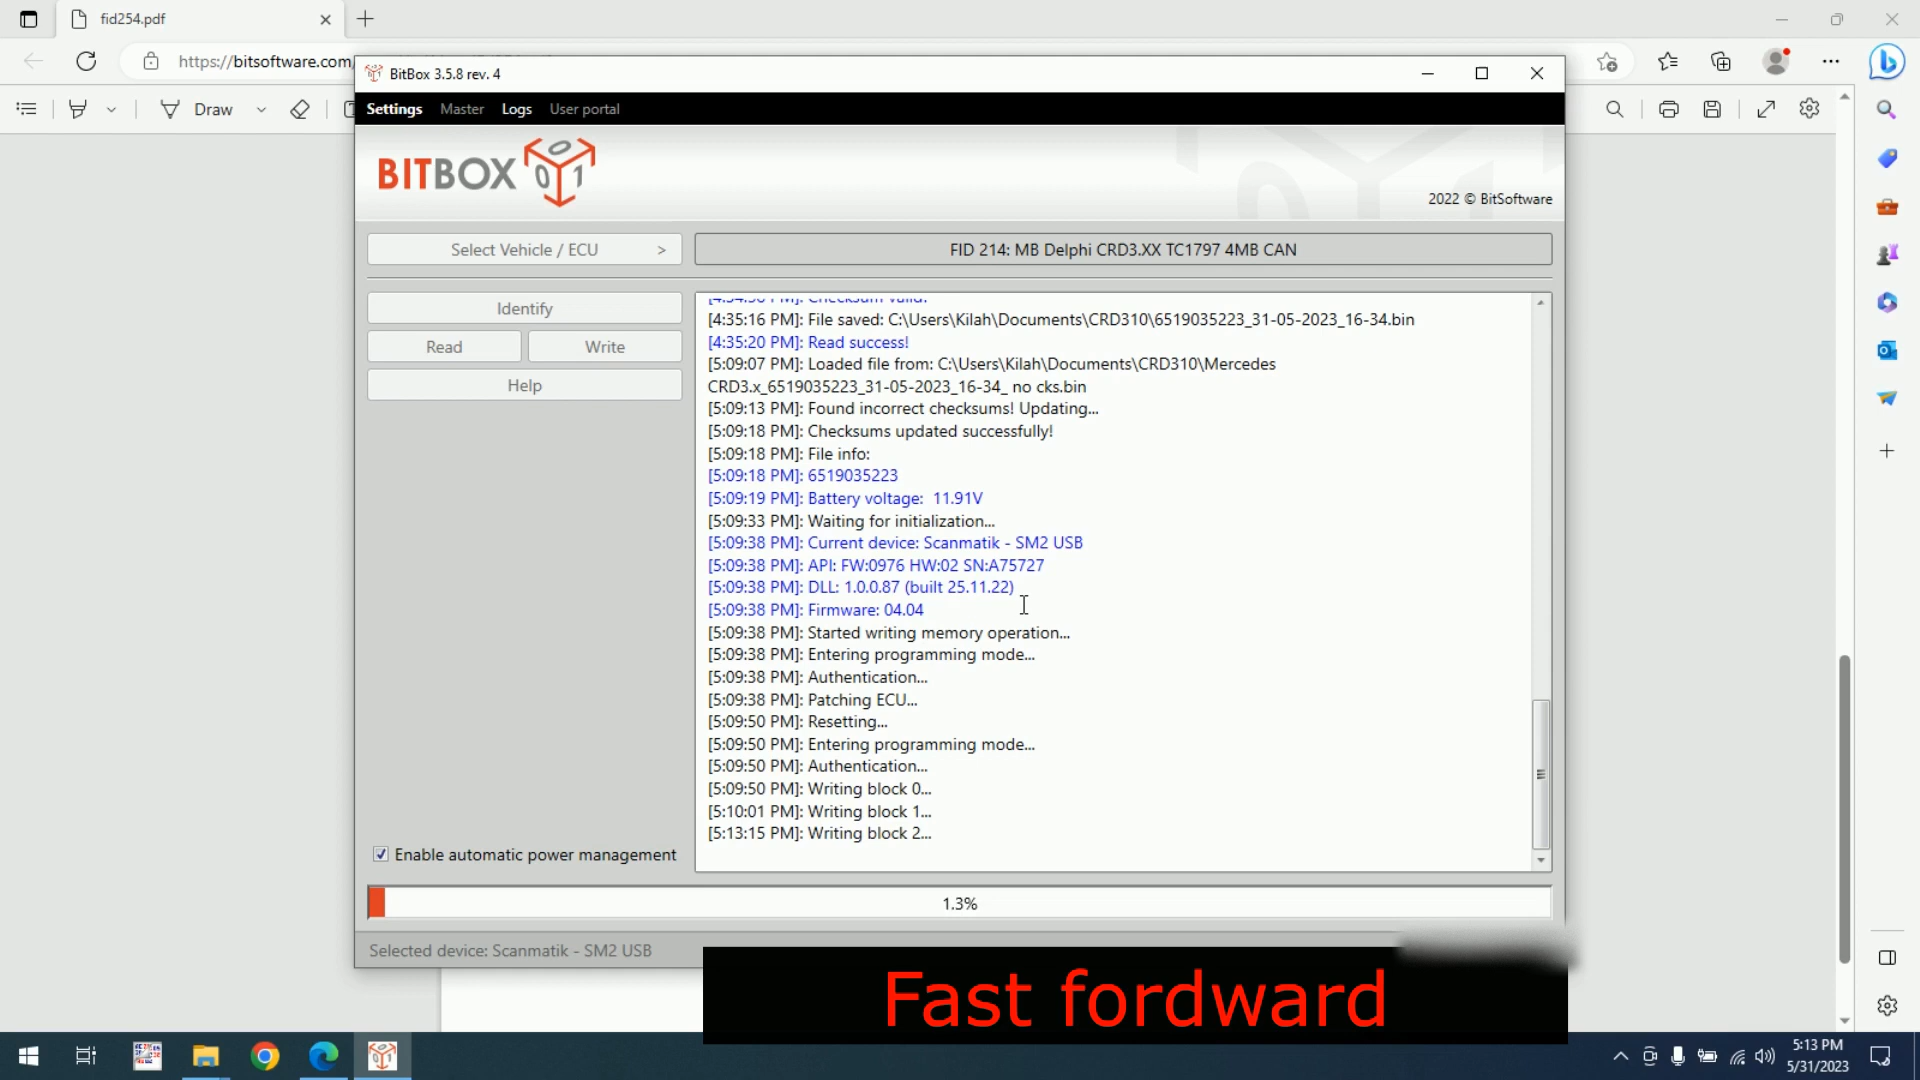 fid254.pdf
https://bitsoftware.com/
Draw
BitBox 3.5.8 rev. 4
Settings Master Logs User portal
BITBOX 0 0 1
2022 © BitSoftware
Select Vehicle / ECU >
FID 214: MB Delphi CRD3.XX TC1797 4MB CAN
Identify
Read Write
Help
[4:35:16 PM]: File saved: C:\Users\Kilah\Documents\CRD310\6519035223_31-05-2023_16-34.bin
[4:35:20 PM]: Read success!
[5:09:07 PM]: Loaded file from: C:\Users\Kilah\Documents\CRD310\Mercedes
CRD3.x_6519035223_31-05-2023_16-34_ no cks.bin
[5:09:13 PM]: Found incorrect checksums! Updating...
[5:09:18 PM]: Checksums updated successfully!
[5:09:18 PM]: File info:
[5:09:18 PM]: 6519035223
[5:09:19 PM]: Battery voltage:  11.91V
[5:09:33 PM]: Waiting for initialization...
[5:09:38 PM]: Current device: Scanmatik - SM2 USB
[5:09:38 PM]: API: FW:0976 HW:02 SN:A75727
[5:09:38 PM]: DLL: 1.0.0.87 (built 25.11.22)
[5:09:38 PM]: Firmware: 04.04
[5:09:38 PM]: Started writing memory operation...
[5:09:38 PM]: Entering programming mode...
[5:09:38 PM]: Authentication...
[5:09:38 PM]: Patching ECU...
[5:09:50 PM]: Resetting...
[5:09:50 PM]: Entering programming mode...
[5:09:50 PM]: Authentication...
[5:09:50 PM]: Writing block 0...
[5:10:01 PM]: Writing block 1...
[5:13:15 PM]: Writing block 2...
Enable automatic power management
1.3%
Selected device: Scanmatik - SM2 USB
Fast fordward
5:13 PM
5/31/2023